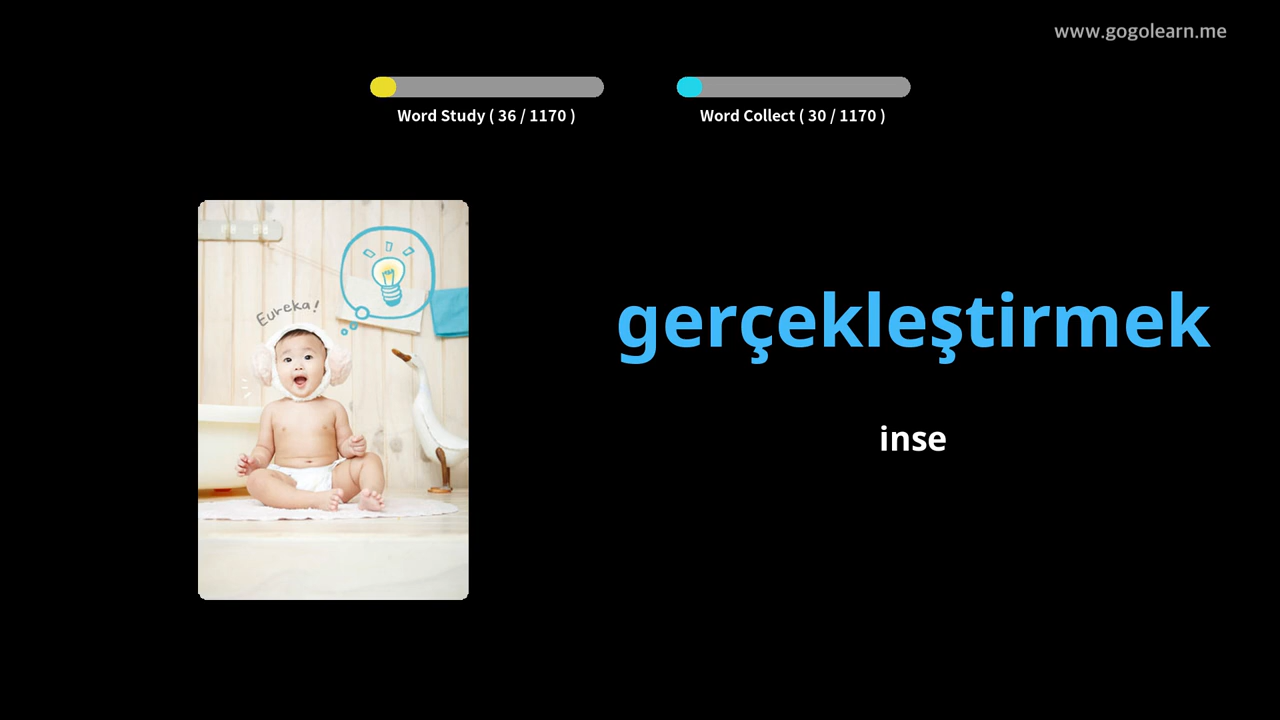 www.gogolearn.me
Word Study ( 36 / 1170 )
Word Collect ( 30 / 1170 )
Eureka!
gerçekleştirmek
inse